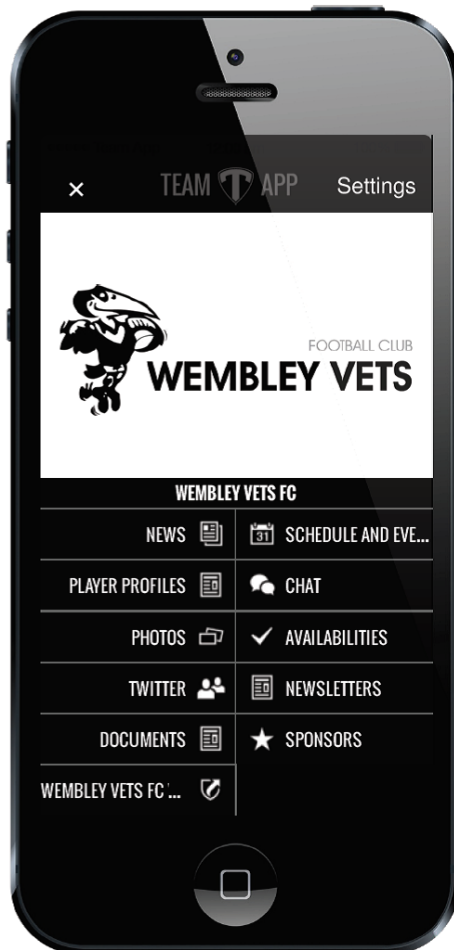 × TEAM T APP Settings
FOOTBALL CLUB
WEMBLEY VETS
WEMBLEY VETS FC
NEWS 31 SCHEDULE AND EVE...
PLAYER PROFILES CHAT
PHOTOS AVAILABILITIES
TWITTER NEWSLETTERS
DOCUMENTS SPONSORS
WEMBLEY VETS FC '...